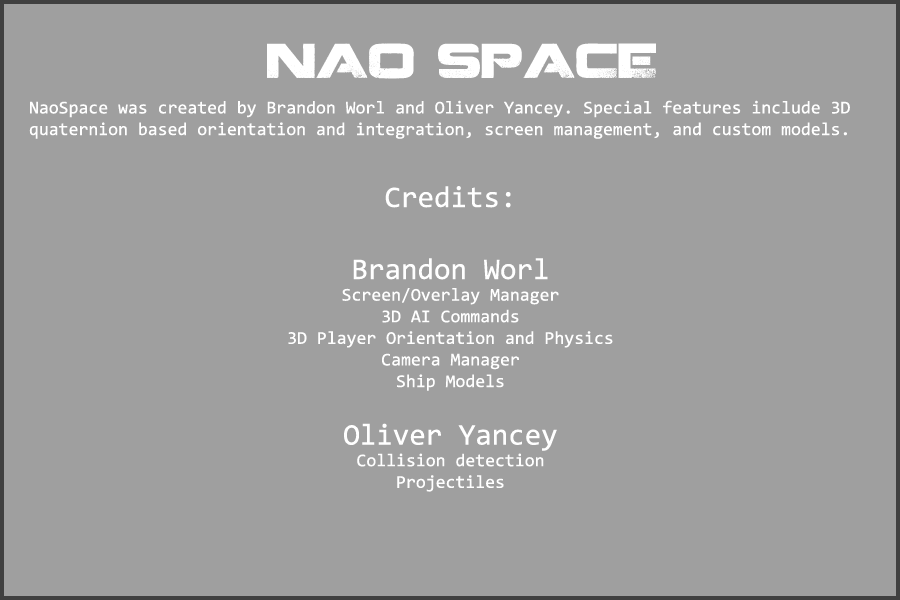 NAO SPACE
NaoSpace was created by Brandon Worl and Oliver Yancey. Special features include 3D
quaternion based orientation and integration, screen management, and custom models.
Credits:
Brandon Worl
Screen/Overlay Manager
3D AI Commands
3D Player Orientation and Physics
Camera Manager
Ship Models
Oliver Yancey
Collision detection
Projectiles